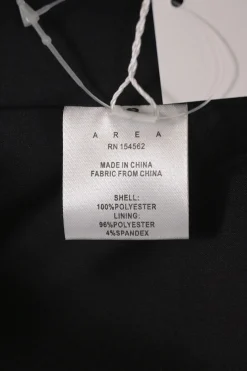 A R E A
RN 154562
MADE IN CHINA
FABRIC FROM CHINA
SHELL:
100%POLYESTER
LINING:
96%POLYESTER
4%SPANDEX